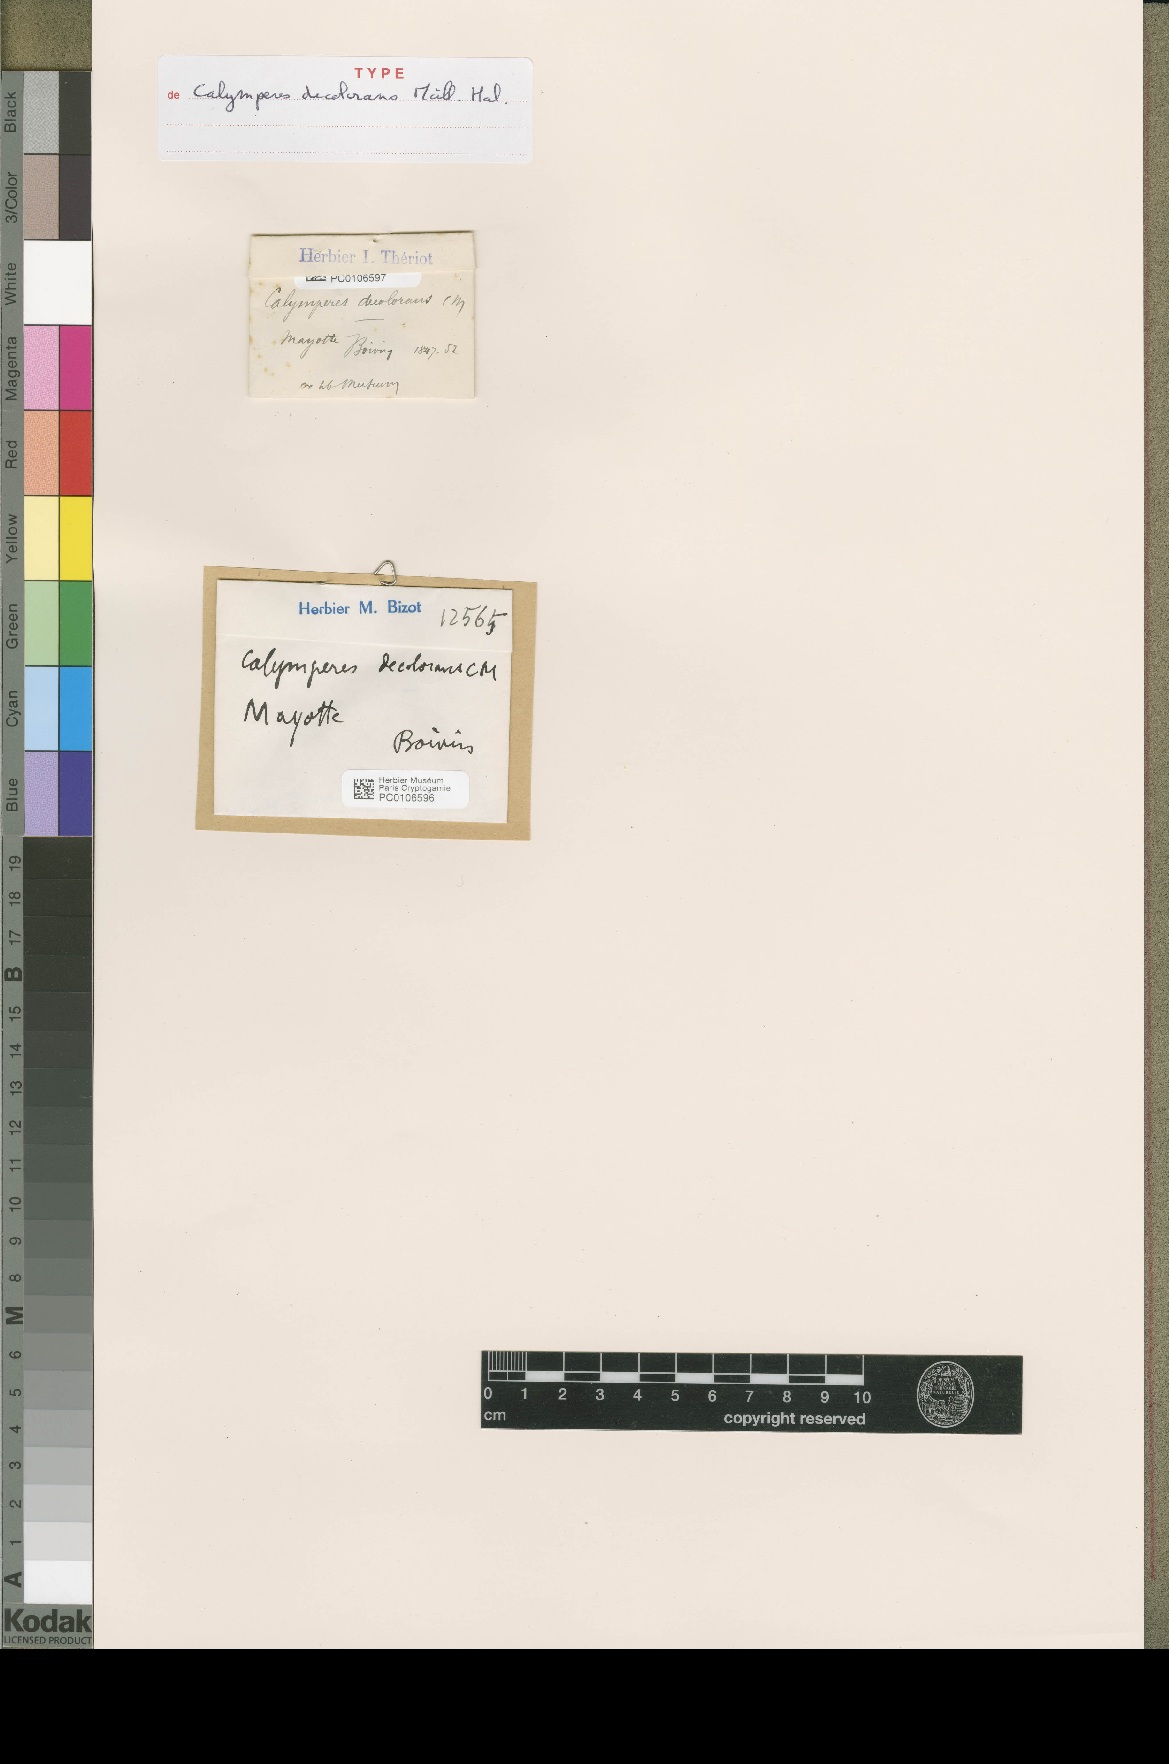 TYPE
de Calymperes decolorans Müll. Hal.
Herbier I. Thériot
PC0106597
Calymperes decolorans CM
Mayotte Boivin 1847-52
ex hb. Museum
Herbier M. Bizot 12565
Calymperes decolorans CM
Mayotte
Boivin
Herbier Muséum
Paris Cryptogamie
PC0106596
0 1 2 3 4 5 6 7 8 9 10
cm copyright reserved
Black
3/Color
White
Magenta
Red
Yellow
Green
Cyan
Blue
19
18
17
B
15
14
13
12
11
10
9
8
M
6
5
4
3
2
1
A
Kodak
LICENSED PRODUCT